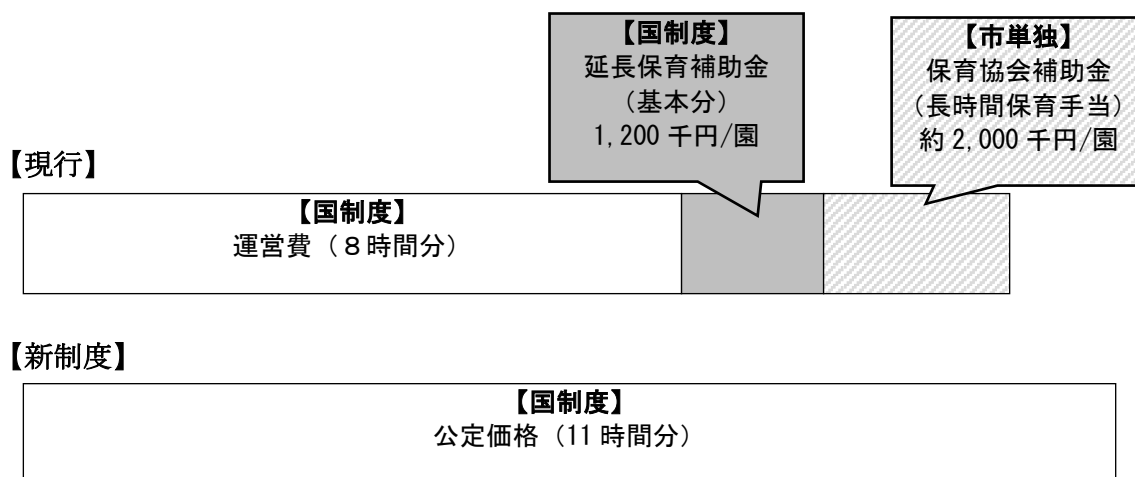 【国制度】
延長保育補助金
（基本分）
1,200 千円/園
【市単独】
保育協会補助金
（長時間保育手当）
約 2,000 千円/園
【現行】
【国制度】
運営費（８時間分）
【新制度】
【国制度】
公定価格（11 時間分）